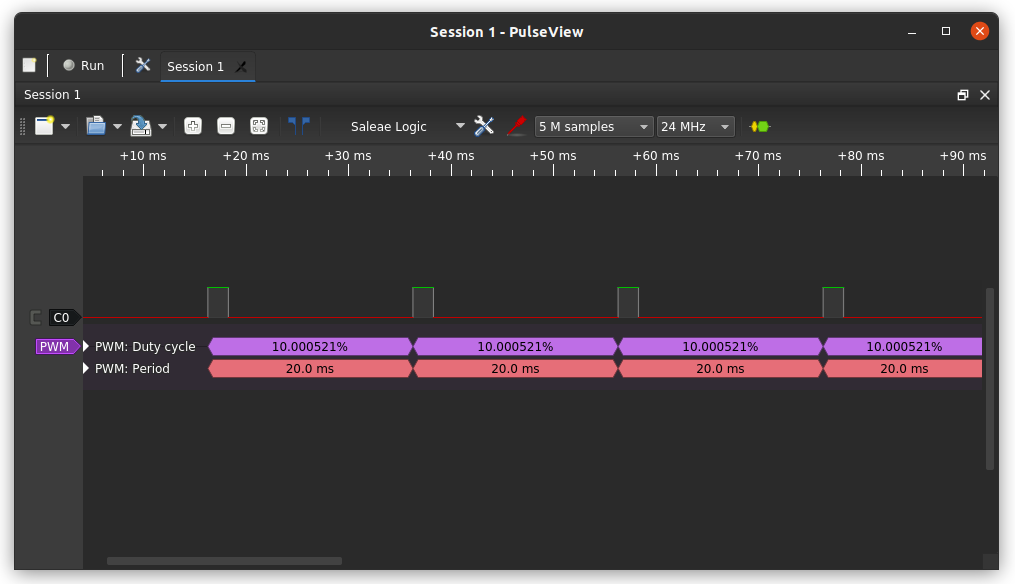 Session 1 - PulseView
Run
Session 1
Session 1
Saleae Logic
5 M samples
24 MHz
+10 ms +20 ms +30 ms +40 ms +50 ms +60 ms +70 ms +80 ms +90 ms
C0
PWM PWM: Duty cycle 10.000521% 10.000521% 10.000521% 10.000521%
PWM: Period 20.0 ms 20.0 ms 20.0 ms 20.0 ms